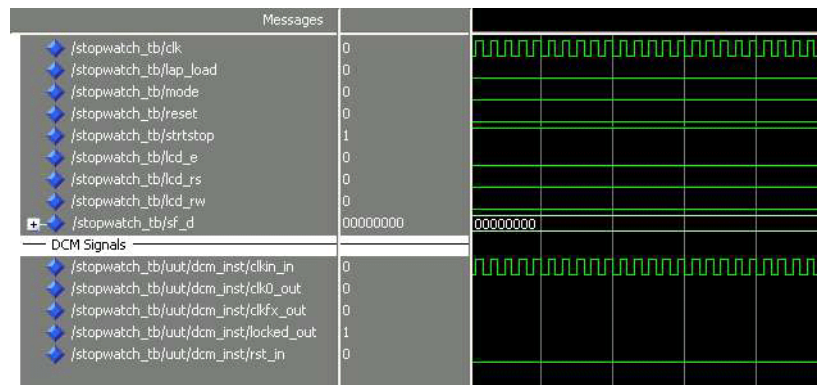 Messages
/stopwatch_tb/clk 0
/stopwatch_tb/lap_load 0
/stopwatch_tb/mode 0
/stopwatch_tb/reset 0
/stopwatch_tb/strtstop 1
/stopwatch_tb/lcd_e 0
/stopwatch_tb/lcd_rs 0
/stopwatch_tb/lcd_rw 0
/stopwatch_tb/sf_d 00000000 00000000
DCM Signals
/stopwatch_tb/uut/dcm_inst/clkin_in 0
/stopwatch_tb/uut/dcm_inst/clk0_out 0
/stopwatch_tb/uut/dcm_inst/clkfx_out 0
/stopwatch_tb/uut/dcm_inst/locked_out 1
/stopwatch_tb/uut/dcm_inst/rst_in 0